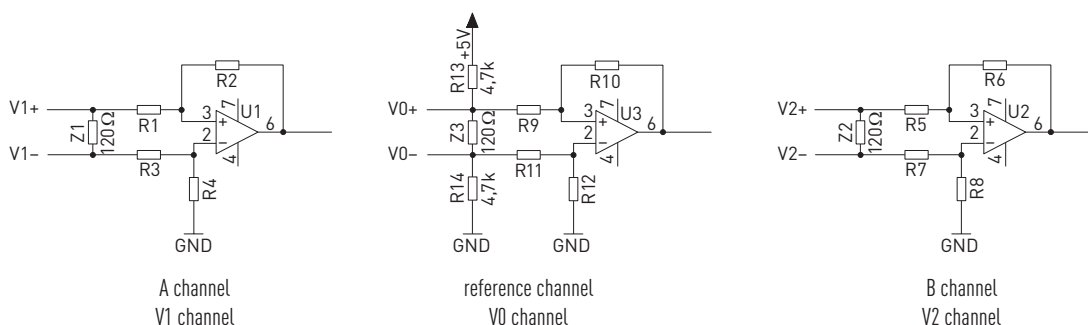 V1+
V1−
Z1
120Ω
R1
R2
R3
R4
3
2
7
4
6
U1
+
−
GND
A channel
V1 channel
+5V
R13
4,7k
V0+
V0−
Z3
120Ω
R14
4,7k
R9
R10
R11
R12
3
2
7
4
6
U3
+
−
GND
GND
reference channel
V0 channel
V2+
V2−
Z2
120Ω
R5
R6
R7
R8
3
2
7
4
6
U2
+
−
GND
B channel
V2 channel